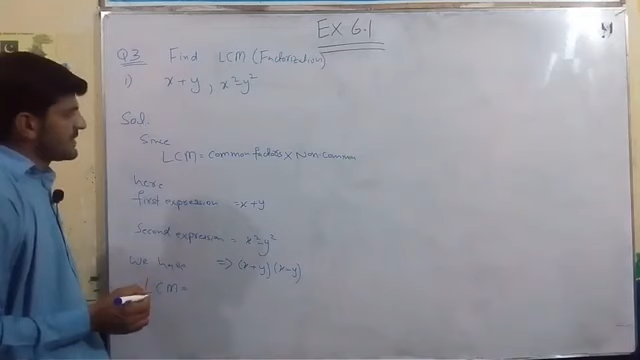 Ex 6.1
Q3 Find LCM (Factorization)
1) x+y, x²-y²
Sol.
Since
LCM = Common factors × Non Common
here
first expression = x+y
Second expression = x²-y²
We have => (x+y)(x-y)
LCM =